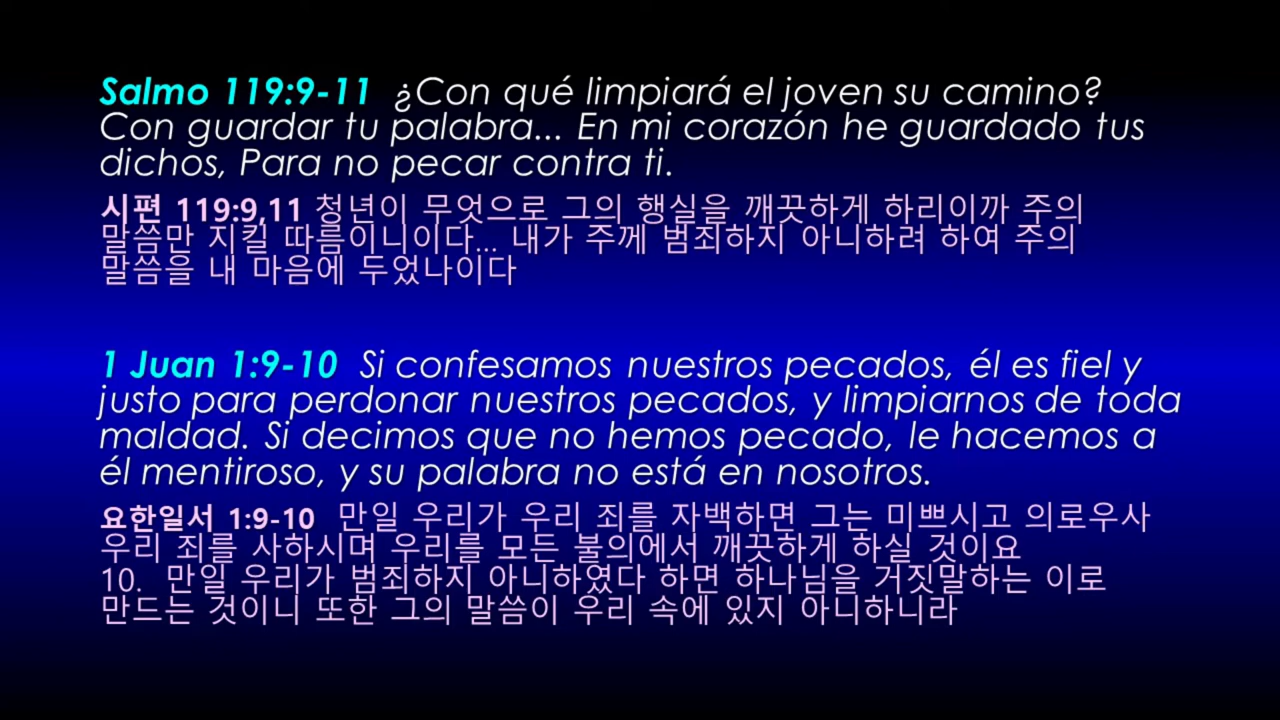 Salmo 119:9-11 ¿Con qué limpiará el joven su camino?
Con guardar tu palabra... En mi corazón he guardado tus
dichos, Para no pecar contra ti.
시편 119:9,11 청년이 무엇으로 그의 행실을 깨끗하게 하리이까 주의
말씀만 지킬 따름이니이다... 내가 주께 범죄하지 아니하려 하여 주의
말씀을 내 마음에 두었나이다
1 Juan 1:9-10 Si confesamos nuestros pecados, él es fiel y
justo para perdonar nuestros pecados, y limpiarnos de toda
maldad. Si decimos que no hemos pecado, le hacemos a
él mentiroso, y su palabra no está en nosotros.
요한일서 1:9-10 만일 우리가 우리 죄를 자백하면 그는 미쁘시고 의로우사
우리 죄를 사하시며 우리를 모든 불의에서 깨끗하게 하실 것이요
10. 만일 우리가 범죄하지 아니하였다 하면 하나님을 거짓말하는 이로
만드는 것이니 또한 그의 말씀이 우리 속에 있지 아니하니라